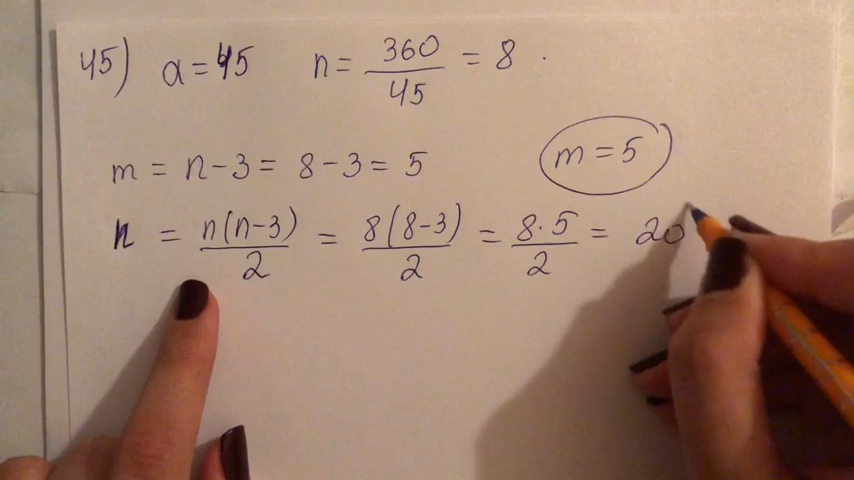 45) a = 45 n = 360/45 = 8 .
m = n-3 = 8-3 = 5 m = 5
n = n(n-3)/2 = 8(8-3)/2 = 8·5/2 = 20